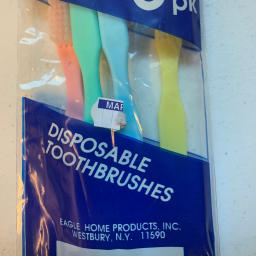 PK
MAR
DISPOSABLE
TOOTHBRUSHES
EAGLE HOME PRODUCTS, INC.
WESTBURY, N.Y. 11590